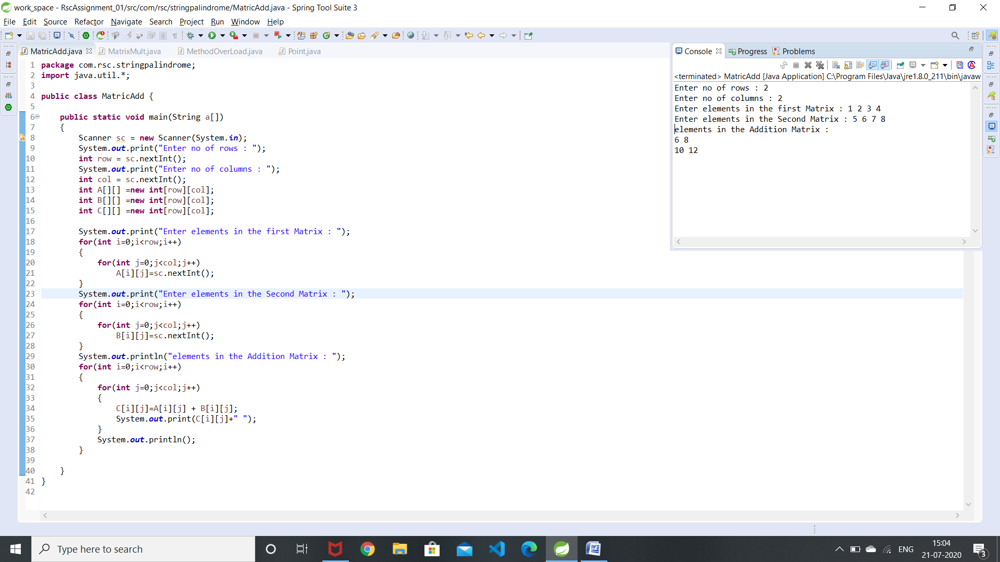 work_space - RscAssignment_01/src/com/rsc/stringpalindrome/MatricAdd.java - Spring Tool Suite 3
File Edit Source Refactor Navigate Search Project Run Window Help
MatricAdd.java MatrixMult.java MethodOverLoad.java Point.java
1 package com.rsc.stringpalindrome;
2 import java.util.*;
3
4 public class MatricAdd {
5
6     public static void main(String a[])
7     {
8         Scanner sc = new Scanner(System.in);
9         System.out.print("Enter no of rows : ");
10         int row = sc.nextInt();
11         System.out.print("Enter no of columns : ");
12         int col = sc.nextInt();
13         int A[][] =new int[row][col];
14         int B[][] =new int[row][col];
15         int C[][] =new int[row][col];
16
17         System.out.print("Enter elements in the first Matrix : ");
18         for(int i=0;i<row;i++)
19         {
20             for(int j=0;j<col;j++)
21                 A[i][j]=sc.nextInt();
22         }
23         System.out.print("Enter elements in the Second Matrix : ");
24         for(int i=0;i<row;i++)
25         {
26             for(int j=0;j<col;j++)
27                 B[i][j]=sc.nextInt();
28         }
29         System.out.println("elements in the Addition Matrix : ");
30         for(int i=0;i<row;i++)
31         {
32             for(int j=0;j<col;j++)
33             {
34                 C[i][j]=A[i][j] + B[i][j];
35                 System.out.print(C[i][j]+" ");
36             }
37             System.out.println();
38         }
39
40     }
41 }
42
Console Progress Problems
<terminated> MatricAdd [Java Application] C:\Program Files\Java\jre1.8.0_211\bin\javaw
Enter no of rows : 2
Enter no of columns : 2
Enter elements in the first Matrix : 1 2 3 4
Enter elements in the Second Matrix : 5 6 7 8
elements in the Addition Matrix :
6 8
10 12
Type here to search
ENG
15:04
21-07-2020
3